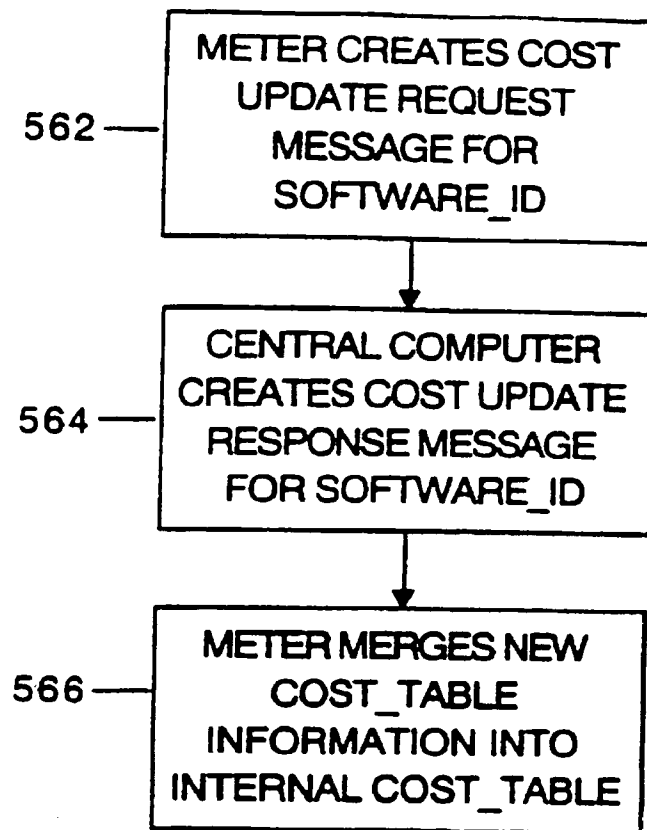 METER CREATES COST
UPDATE REQUEST
562
MESSAGE FOR
SOFTWARE_ID
CENTRAL COMPUTER
CREATES COST UPDATE
564
RESPONSE MESSAGE
FOR SOFTWARE_ID
METER MERGES NEW
566
COST_TABLE
INFORMATION INTO
INTERNAL COST_TABLE